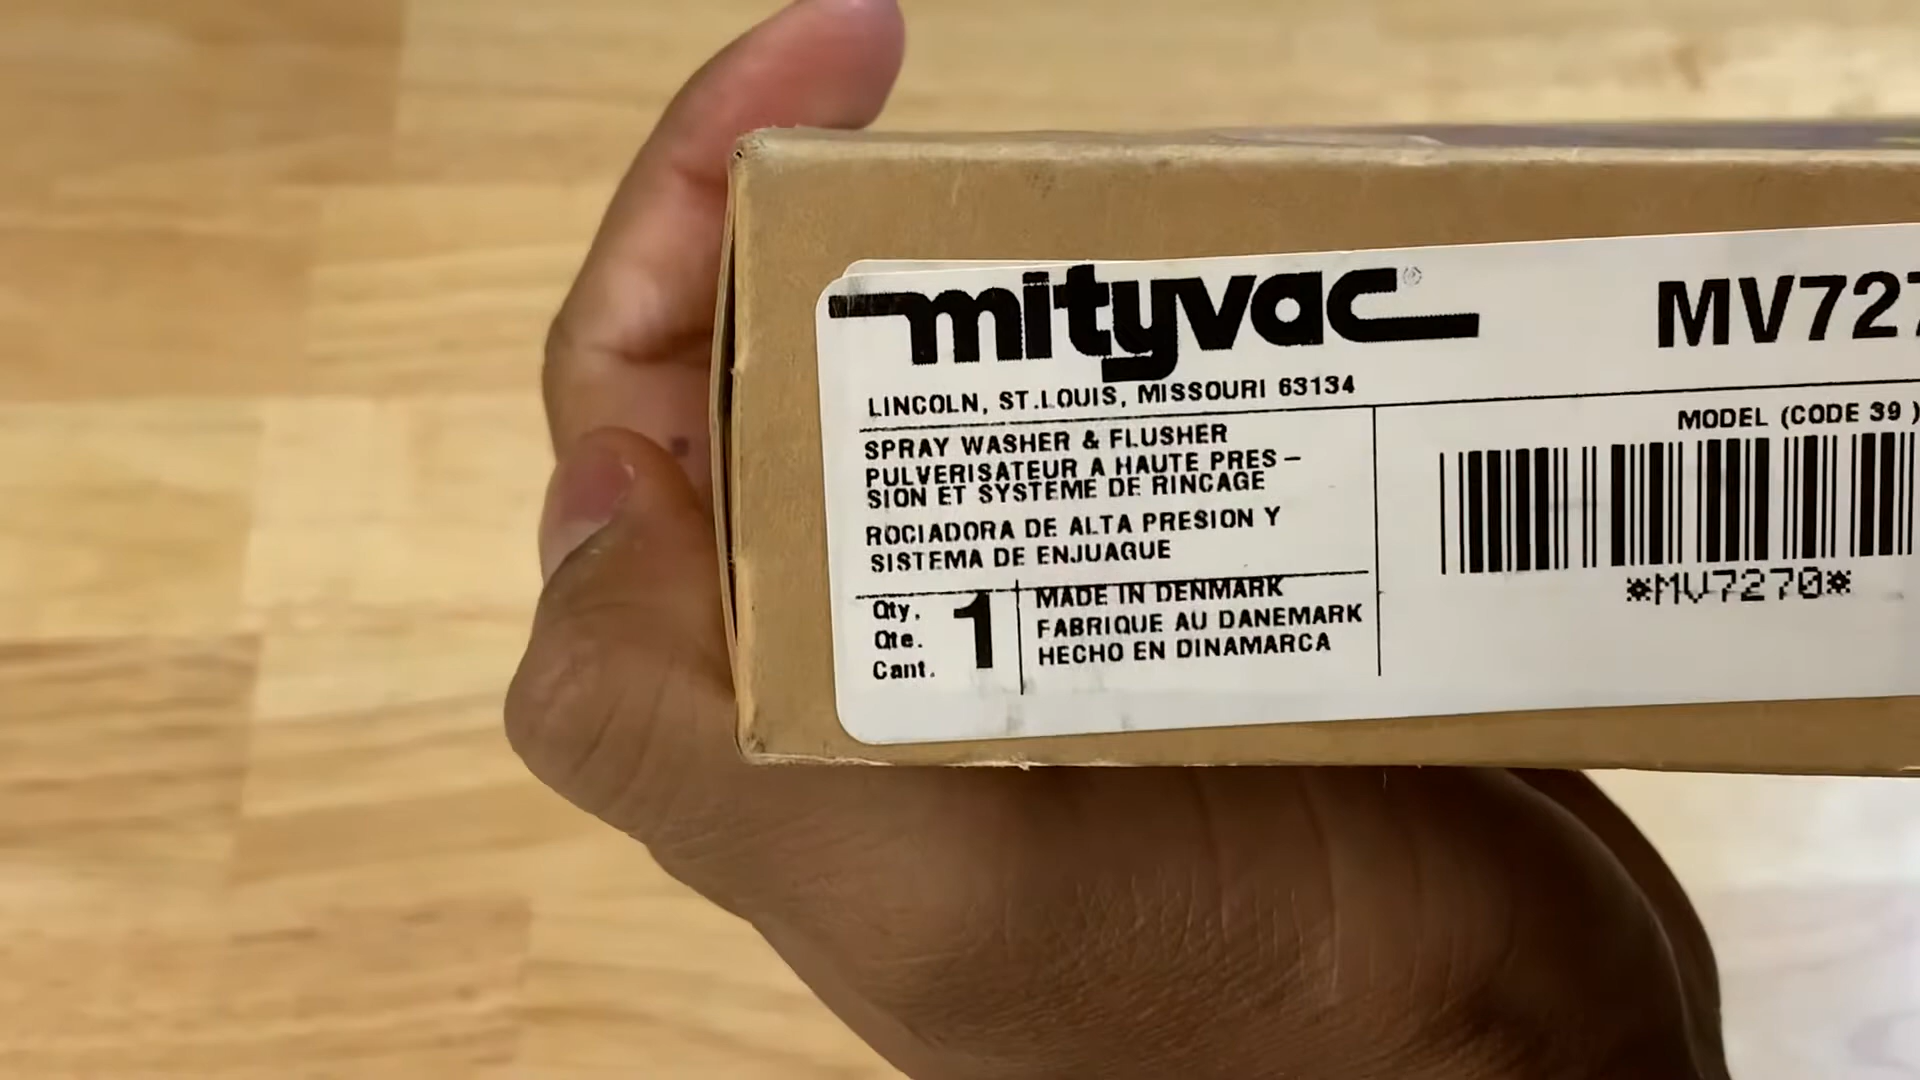 mityvac®
MV727
LINCOLN, ST.LOUIS, MISSOURI 63134
SPRAY WASHER & FLUSHER
PULVERISATEUR A HAUTE PRES –
SION ET SYSTEME DE RINCAGE
ROCIADORA DE ALTA PRESION Y
SISTEMA DE ENJUAGUE
Qty.
Qte.
Cant.
1
MADE IN DENMARK
FABRIQUE AU DANEMARK
HECHO EN DINAMARCA
MODEL (CODE 39 )
*MV7270*